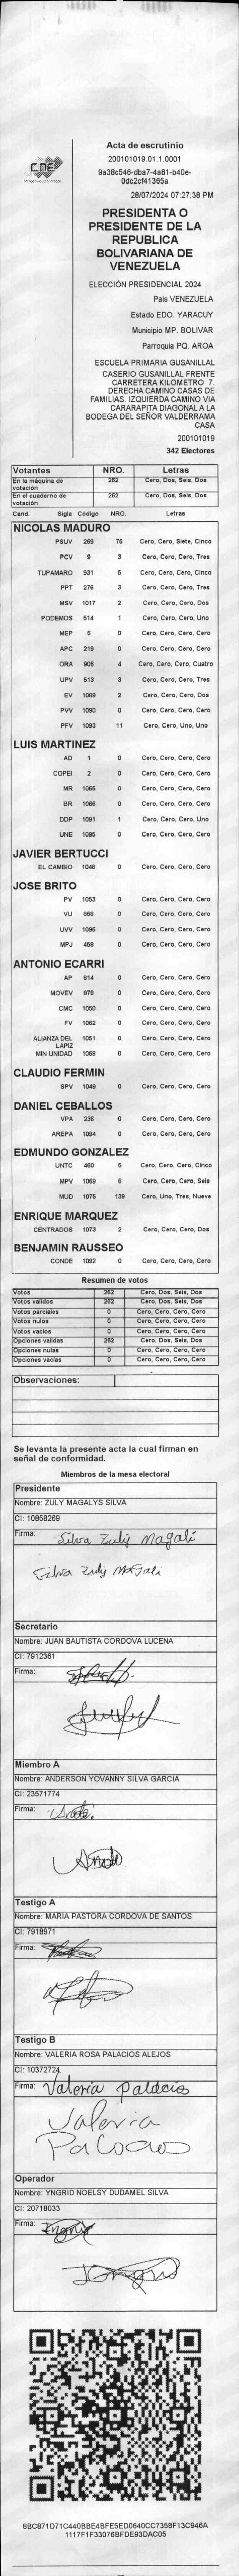 CNE
Acta de escrutinio
200101019.01.1.0001
9a38c546-dba7-4a81-b40e-
0dc2cf41365a
28/07/2024 07:27:38 PM
PRESIDENTA O
PRESIDENTE DE LA
REPUBLICA
BOLIVARIANA DE
VENEZUELA
ELECCIÓN PRESIDENCIAL 2024
Pais VENEZUELA
Estado EDO. YARACUY
Municipio MP. BOLIVAR
Parroquia PQ. AROA
ESCUELA PRIMARIA GUSANILLAL
CASERIO GUSANILLAL FRENTE
CARRETERA KILOMETRO 7.
DERECHA CAMINO CASAS DE
FAMILIAS. IZQUIERDA CAMINO VIA
CARARAPITA DIAGONAL A LA
BODEGA DEL SEÑOR VALDERRAMA
CASA
200101019
342 Electores
Votantes NRO. Letras
En la máquina de votación 262 Cero, Dos, Seis, Dos
En el cuaderno de votación 262 Cero, Dos, Seis, Dos
Cand. Sigla Código NRO. Letras
NICOLAS MADURO
PSUV 269 75 Cero, Cero, Siete, Cinco
PCV 9 3 Cero, Cero, Cero, Tres
TUPAMARO 931 5 Cero, Cero, Cero, Cinco
PPT 276 3 Cero, Cero, Cero, Tres
MSV 1017 2 Cero, Cero, Cero, Dos
PODEMOS 514 1 Cero, Cero, Cero, Uno
MEP 6 0 Cero, Cero, Cero, Cero
APC 219 0 Cero, Cero, Cero, Cero
ORA 906 4 Cero, Cero, Cero, Cuatro
UPV 513 3 Cero, Cero, Cero, Tres
EV 1089 2 Cero, Cero, Cero, Dos
PVV 1090 0 Cero, Cero, Cero, Cero
PFV 1093 11 Cero, Cero, Uno, Uno
LUIS MARTINEZ
AD 1 0 Cero, Cero, Cero, Cero
COPEI 2 0 Cero, Cero, Cero, Cero
MR 1065 0 Cero, Cero, Cero, Cero
BR 1066 0 Cero, Cero, Cero, Cero
DDP 1091 1 Cero, Cero, Cero, Uno
UNE 1095 0 Cero, Cero, Cero, Cero
JAVIER BERTUCCI
EL CAMBIO 1046 0 Cero, Cero, Cero, Cero
JOSE BRITO
PV 1053 0 Cero, Cero, Cero, Cero
VU 868 0 Cero, Cero, Cero, Cero
UVV 1096 0 Cero, Cero, Cero, Cero
MPJ 458 0 Cero, Cero, Cero, Cero
ANTONIO ECARRI
AP 814 0 Cero, Cero, Cero, Cero
MOVEV 879 0 Cero, Cero, Cero, Cero
CMC 1050 0 Cero, Cero, Cero, Cero
FV 1062 0 Cero, Cero, Cero, Cero
ALIANZA DEL LAPIZ 1051 0 Cero, Cero, Cero, Cero
MIN UNIDAD 1068 0 Cero, Cero, Cero, Cero
CLAUDIO FERMIN
SPV 1049 0 Cero, Cero, Cero, Cero
DANIEL CEBALLOS
VPA 236 0 Cero, Cero, Cero, Cero
AREPA 1094 0 Cero, Cero, Cero, Cero
EDMUNDO GONZALEZ
UNTC 460 5 Cero, Cero, Cero, Cinco
MPV 1069 6 Cero, Cero, Cero, Seis
MUD 1075 139 Cero, Uno, Tres, Nueve
ENRIQUE MARQUEZ
CENTRADOS 1073 2 Cero, Cero, Cero, Dos
BENJAMIN RAUSSEO
CONDE 1092 0 Cero, Cero, Cero, Cero
Resumen de votos
Votos 262 Cero, Dos, Seis, Dos
Votos validos 262 Cero, Dos, Seis, Dos
Votos parciales 0 Cero, Cero, Cero, Cero
Votos nulos 0 Cero, Cero, Cero, Cero
Votos vacios 0 Cero, Cero, Cero, Cero
Opciones validas 262 Cero, Dos, Seis, Dos
Opciones nulas 0 Cero, Cero, Cero, Cero
Opciones vacias 0 Cero, Cero, Cero, Cero
Observaciones:
Se levanta la presente acta la cual firman en
señal de conformidad.
Miembros de la mesa electoral
Presidente
Nombre: ZULY MAGALYS SILVA
CI: 10858269
Firma: Silva Zuly Magali
Silva Zuly Magali
Secretario
Nombre: JUAN BAUTISTA CORDOVA LUCENA
CI: 7912361
Firma:
Miembro A
Nombre: ANDERSON YOVANNY SILVA GARCIA
CI: 23571774
Firma:
Testigo A
Nombre: MARIA PASTORA CORDOVA DE SANTOS
CI: 7918971
Firma:
Testigo B
Nombre: VALERIA ROSA PALACIOS ALEJOS
CI: 10372724
Firma: Valeria Palacios
Valeria
Palacios
Operador
Nombre: YNGRID NOELSY DUDAMEL SILVA
CI: 20718033
Firma:
8BC871D71C440BBE4BFE5ED0640CC7358F13C946A
1117F1F33076BFDE93DAC05